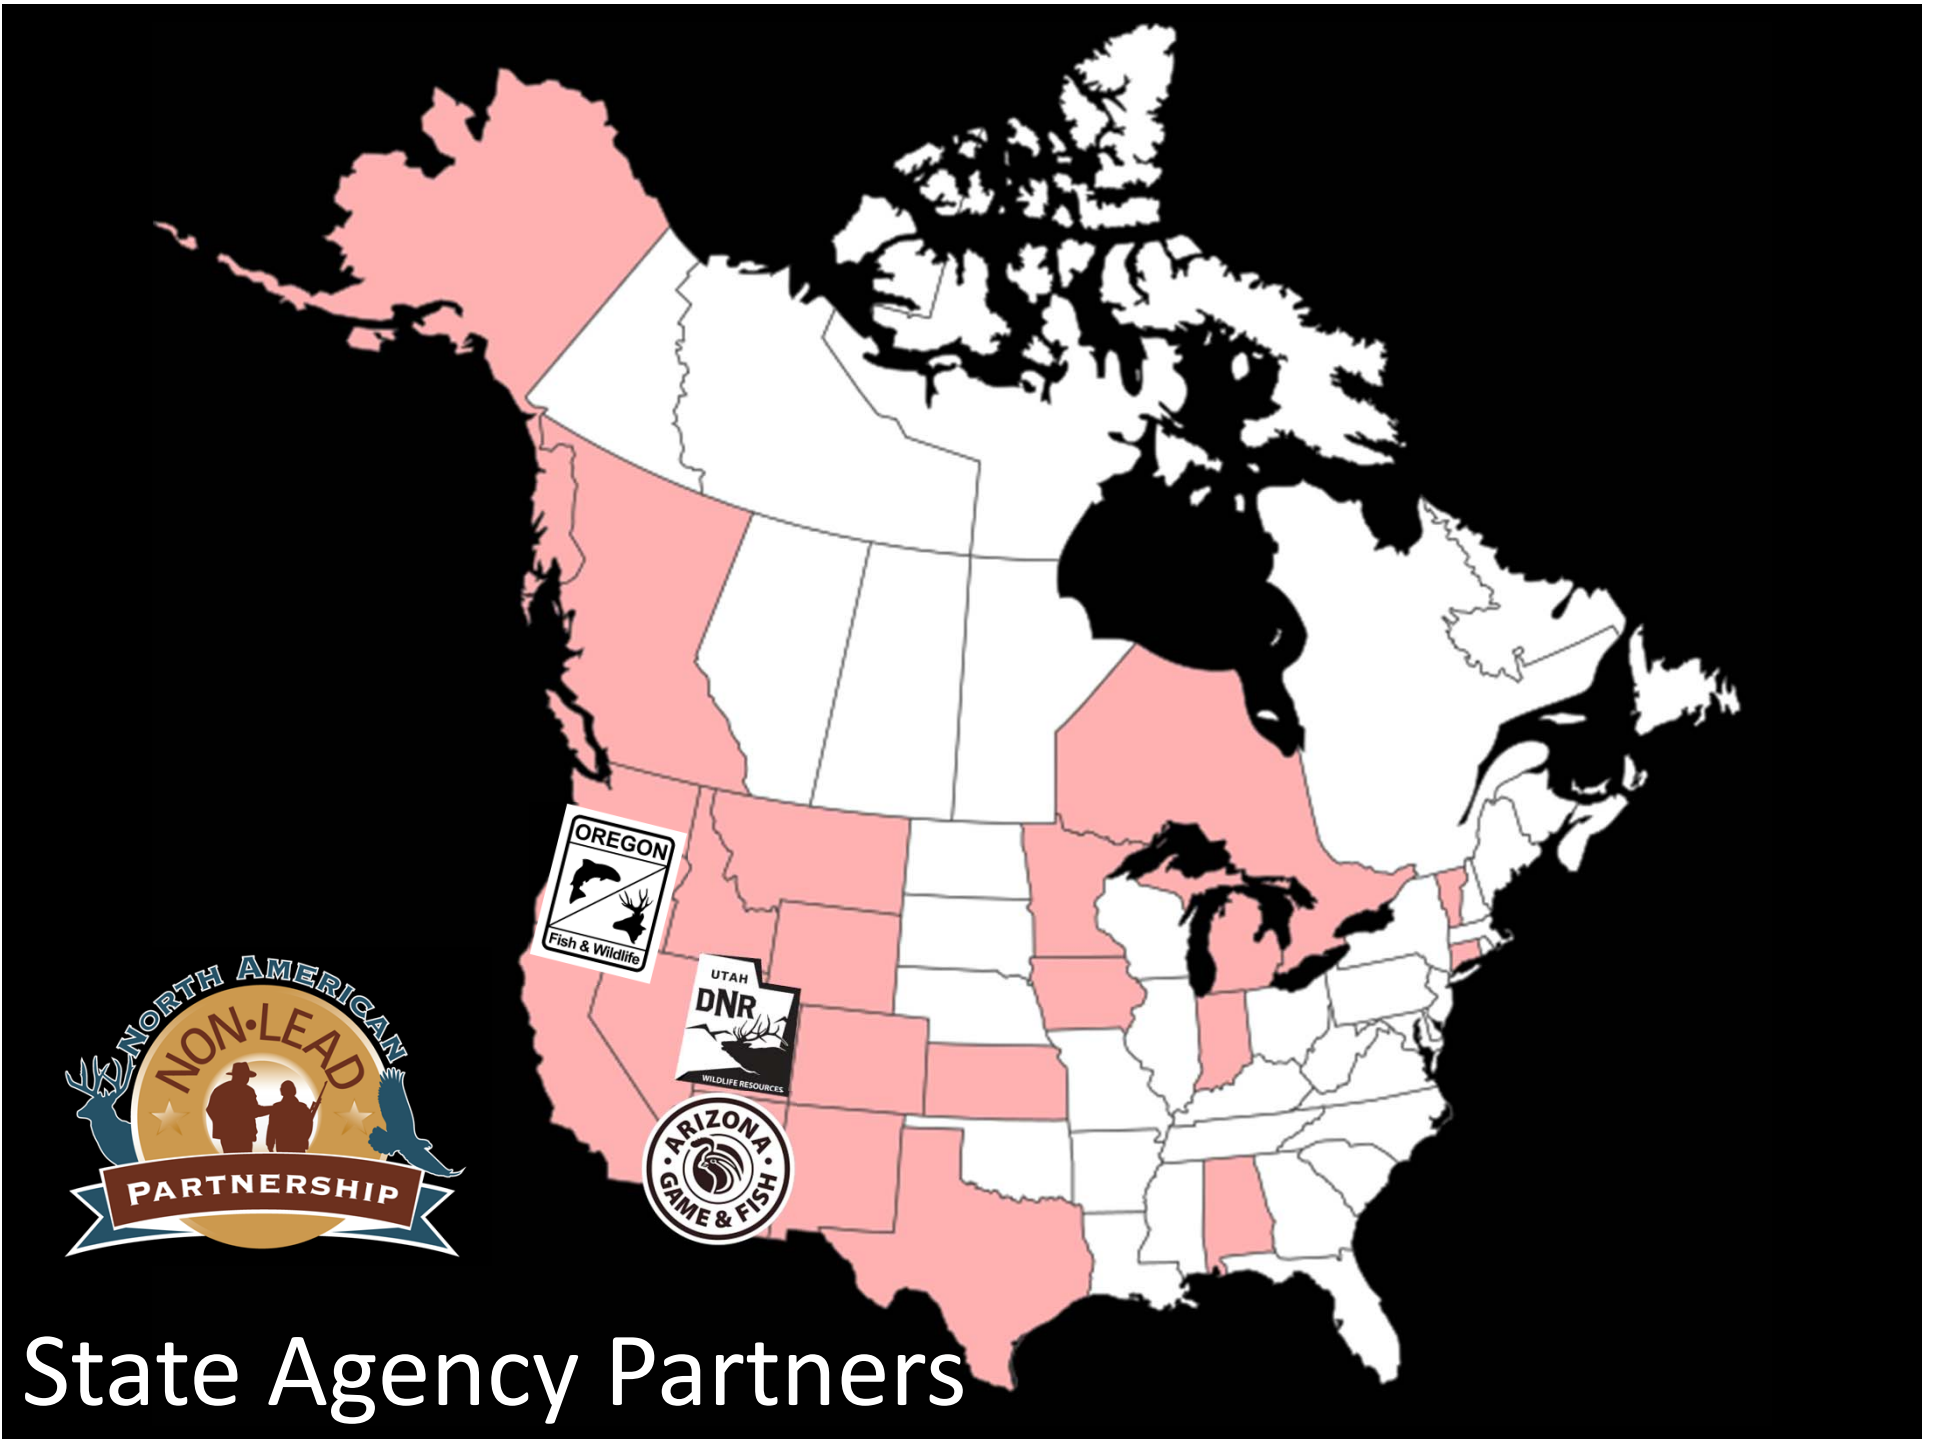 OREGON
Fish & Wildlife
UTAH
DNR
WILDLIFE RESOURCES
NORTH AMERICAN
NON•LEAD
PARTNERSHIP
• ARIZONA •
GAME & FISH
State Agency Partners